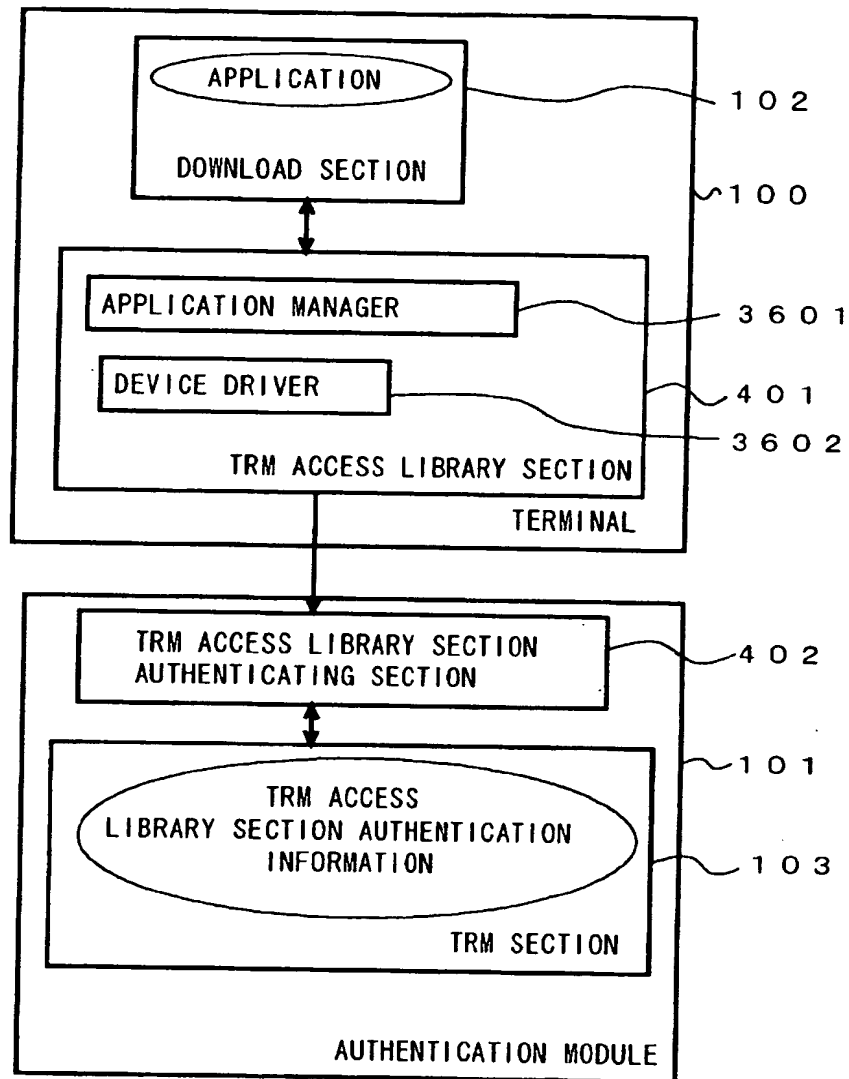 APPLICATION
102
DOWNLOAD SECTION
100
APPLICATION MANAGER
3601
DEVICE DRIVER
401
3602
TRM ACCESS LIBRARY SECTION
TERMINAL
TRM ACCESS LIBRARY SECTION
AUTHENTICATING SECTION
402
101
TRM ACCESS
LIBRARY SECTION AUTHENTICATION
INFORMATION
103
TRM SECTION
AUTHENTICATION MODULE